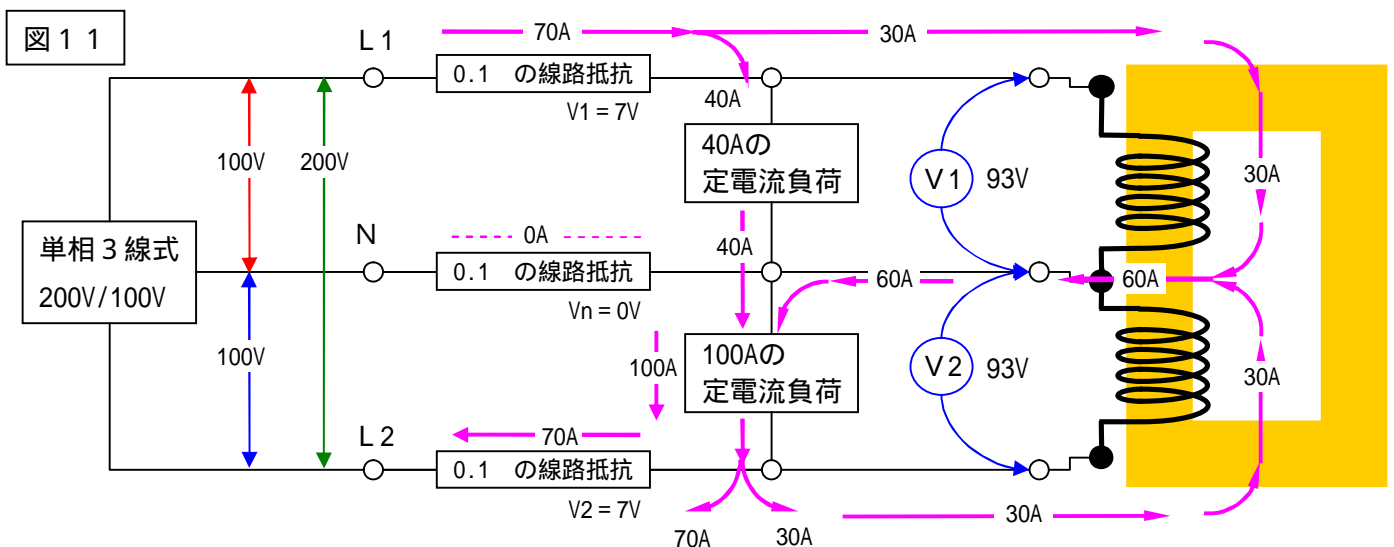 図11
L1
70A
30A
0.1 の線路抵抗
V1 = 7V
40A
40Aの
定電流負荷
100V
200V
V1
93V
30A
単相3線式
200V/100V
N
0A
0.1 の線路抵抗
Vn = 0V
40A
60A
60A
100V
100A
100Aの
定電流負荷
V2
93V
30A
L2
70A
0.1 の線路抵抗
V2 = 7V
70A
30A
30A